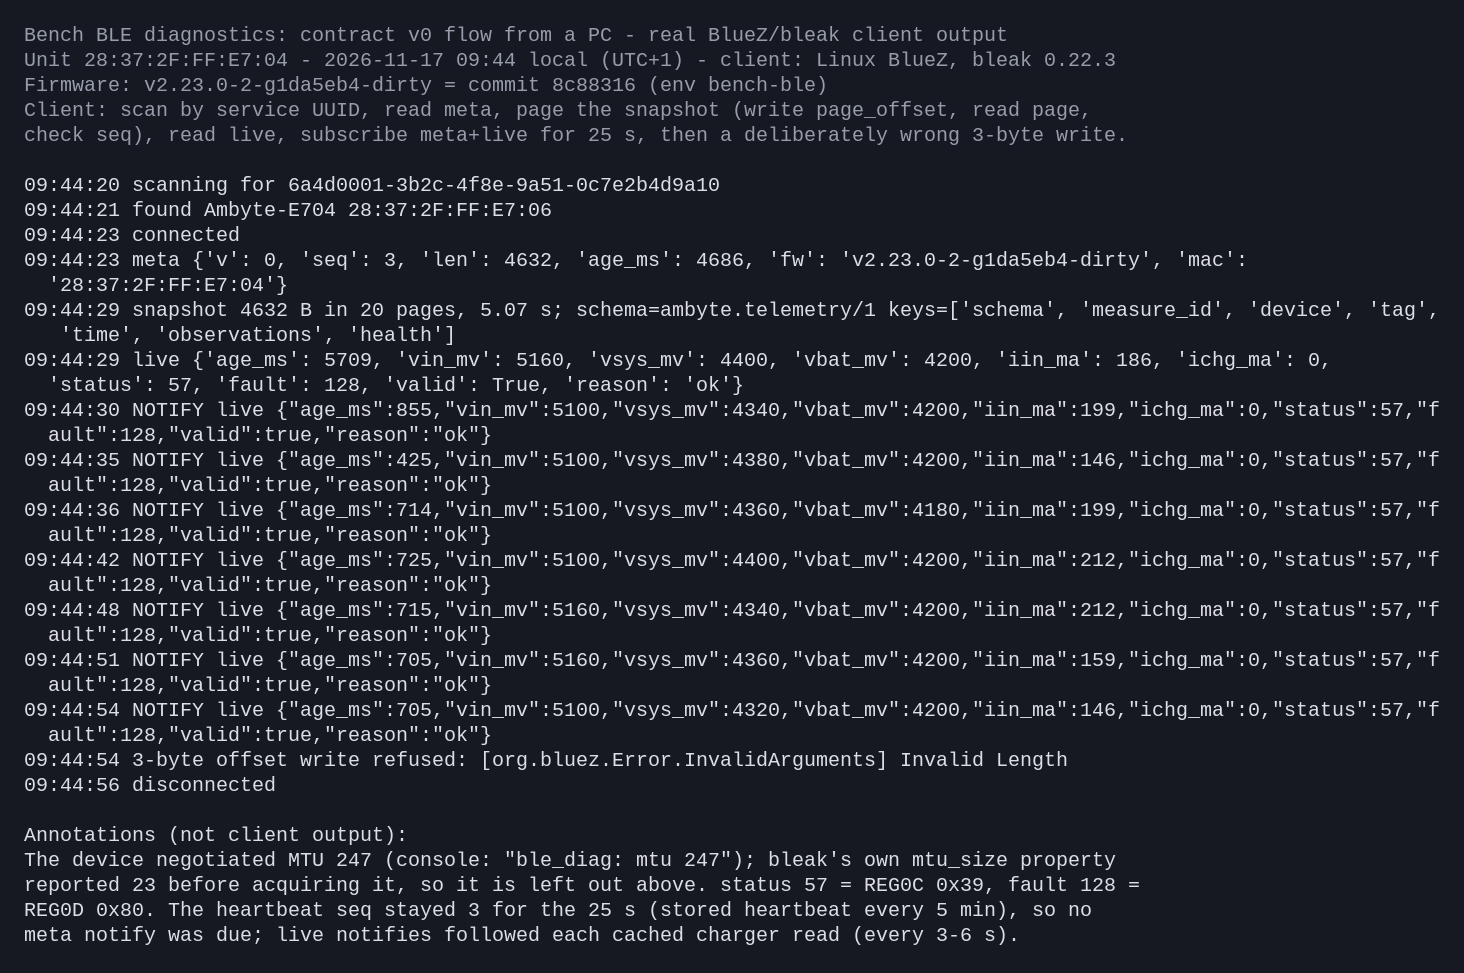 Bench BLE diagnostics: contract v0 flow from a PC - real BlueZ/bleak client output
Unit 28:37:2F:FF:E7:04 - 2026-11-17 09:44 local (UTC+1) - client: Linux BlueZ, bleak 0.22.3
Firmware: v2.23.0-2-g1da5eb4-dirty = commit 8c88316 (env bench-ble)
Client: scan by service UUID, read meta, page the snapshot (write page_offset, read page,
check seq), read live, subscribe meta+live for 25 s, then a deliberately wrong 3-byte write.

09:44:20 scanning for 6a4d0001-3b2c-4f8e-9a51-0c7e2b4d9a10
09:44:21 found Ambyte-E704 28:37:2F:FF:E7:06
09:44:23 connected
09:44:23 meta {'v': 0, 'seq': 3, 'len': 4632, 'age_ms': 4686, 'fw': 'v2.23.0-2-g1da5eb4-dirty', 'mac':
  '28:37:2F:FF:E7:04'}
09:44:29 snapshot 4632 B in 20 pages, 5.07 s; schema=ambyte.telemetry/1 keys=['schema', 'measure_id', 'device', 'tag',
   'time', 'observations', 'health']
09:44:29 live {'age_ms': 5709, 'vin_mv': 5160, 'vsys_mv': 4400, 'vbat_mv': 4200, 'iin_ma': 186, 'ichg_ma': 0,
  'status': 57, 'fault': 128, 'valid': True, 'reason': 'ok'}
09:44:30 NOTIFY live {"age_ms":855,"vin_mv":5100,"vsys_mv":4340,"vbat_mv":4200,"iin_ma":199,"ichg_ma":0,"status":57,"f
  ault":128,"valid":true,"reason":"ok"}
09:44:35 NOTIFY live {"age_ms":425,"vin_mv":5100,"vsys_mv":4380,"vbat_mv":4200,"iin_ma":146,"ichg_ma":0,"status":57,"f
  ault":128,"valid":true,"reason":"ok"}
09:44:36 NOTIFY live {"age_ms":714,"vin_mv":5100,"vsys_mv":4360,"vbat_mv":4180,"iin_ma":199,"ichg_ma":0,"status":57,"f
  ault":128,"valid":true,"reason":"ok"}
09:44:42 NOTIFY live {"age_ms":725,"vin_mv":5100,"vsys_mv":4400,"vbat_mv":4200,"iin_ma":212,"ichg_ma":0,"status":57,"f
  ault":128,"valid":true,"reason":"ok"}
09:44:48 NOTIFY live {"age_ms":715,"vin_mv":5160,"vsys_mv":4340,"vbat_mv":4200,"iin_ma":212,"ichg_ma":0,"status":57,"f
  ault":128,"valid":true,"reason":"ok"}
09:44:51 NOTIFY live {"age_ms":705,"vin_mv":5160,"vsys_mv":4360,"vbat_mv":4200,"iin_ma":159,"ichg_ma":0,"status":57,"f
  ault":128,"valid":true,"reason":"ok"}
09:44:54 NOTIFY live {"age_ms":705,"vin_mv":5100,"vsys_mv":4320,"vbat_mv":4200,"iin_ma":146,"ichg_ma":0,"status":57,"f
  ault":128,"valid":true,"reason":"ok"}
09:44:54 3-byte offset write refused: [org.bluez.Error.InvalidArguments] Invalid Length
09:44:56 disconnected

Annotations (not client output):
The device negotiated MTU 247 (console: "ble_diag: mtu 247"); bleak's own mtu_size property
reported 23 before acquiring it, so it is left out above. status 57 = REG0C 0x39, fault 128 =
REG0D 0x80. The heartbeat seq stayed 3 for the 25 s (stored heartbeat every 5 min), so no
meta notify was due; live notifies followed each cached charger read (every 3-6 s).